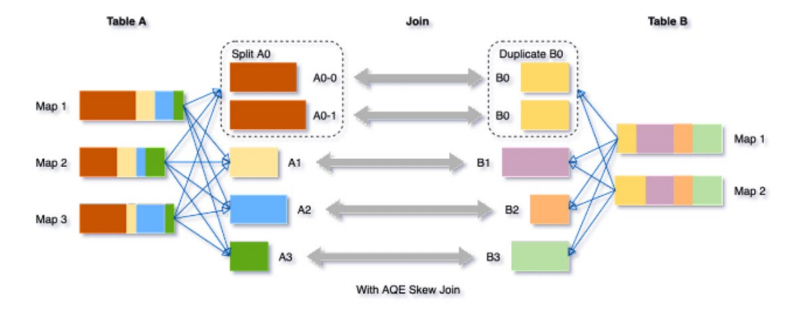 Table A
Join
Table B
Split A0
Duplicate B0
A0-0
B0
Map 1
A0-1
B0
Map 1
Map 2
A1
B1
Map 2
Map 3
A2
B2
A3
B3
With AQE Skew Join